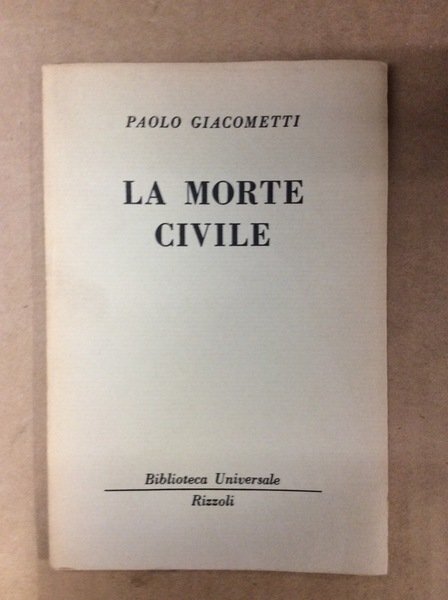 PAOLO GIACOMETTI
LA MORTE
CIVILE
Biblioteca Universale
Rizzoli